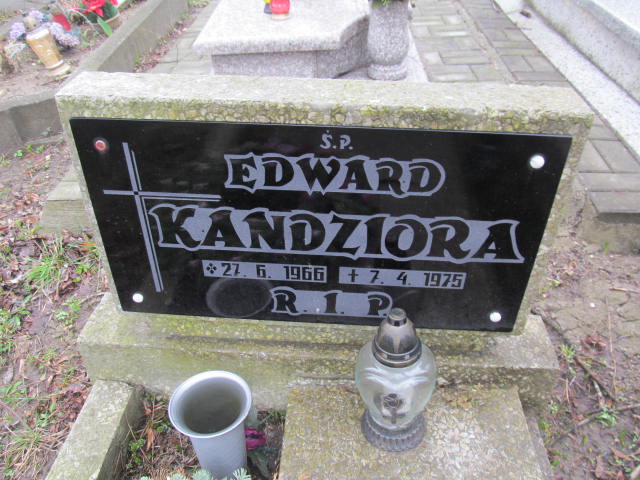 Ś.P.
EDWARD
KANDZIORA
27. 6. 1966 + 7. 4. 1975
R. I. P.